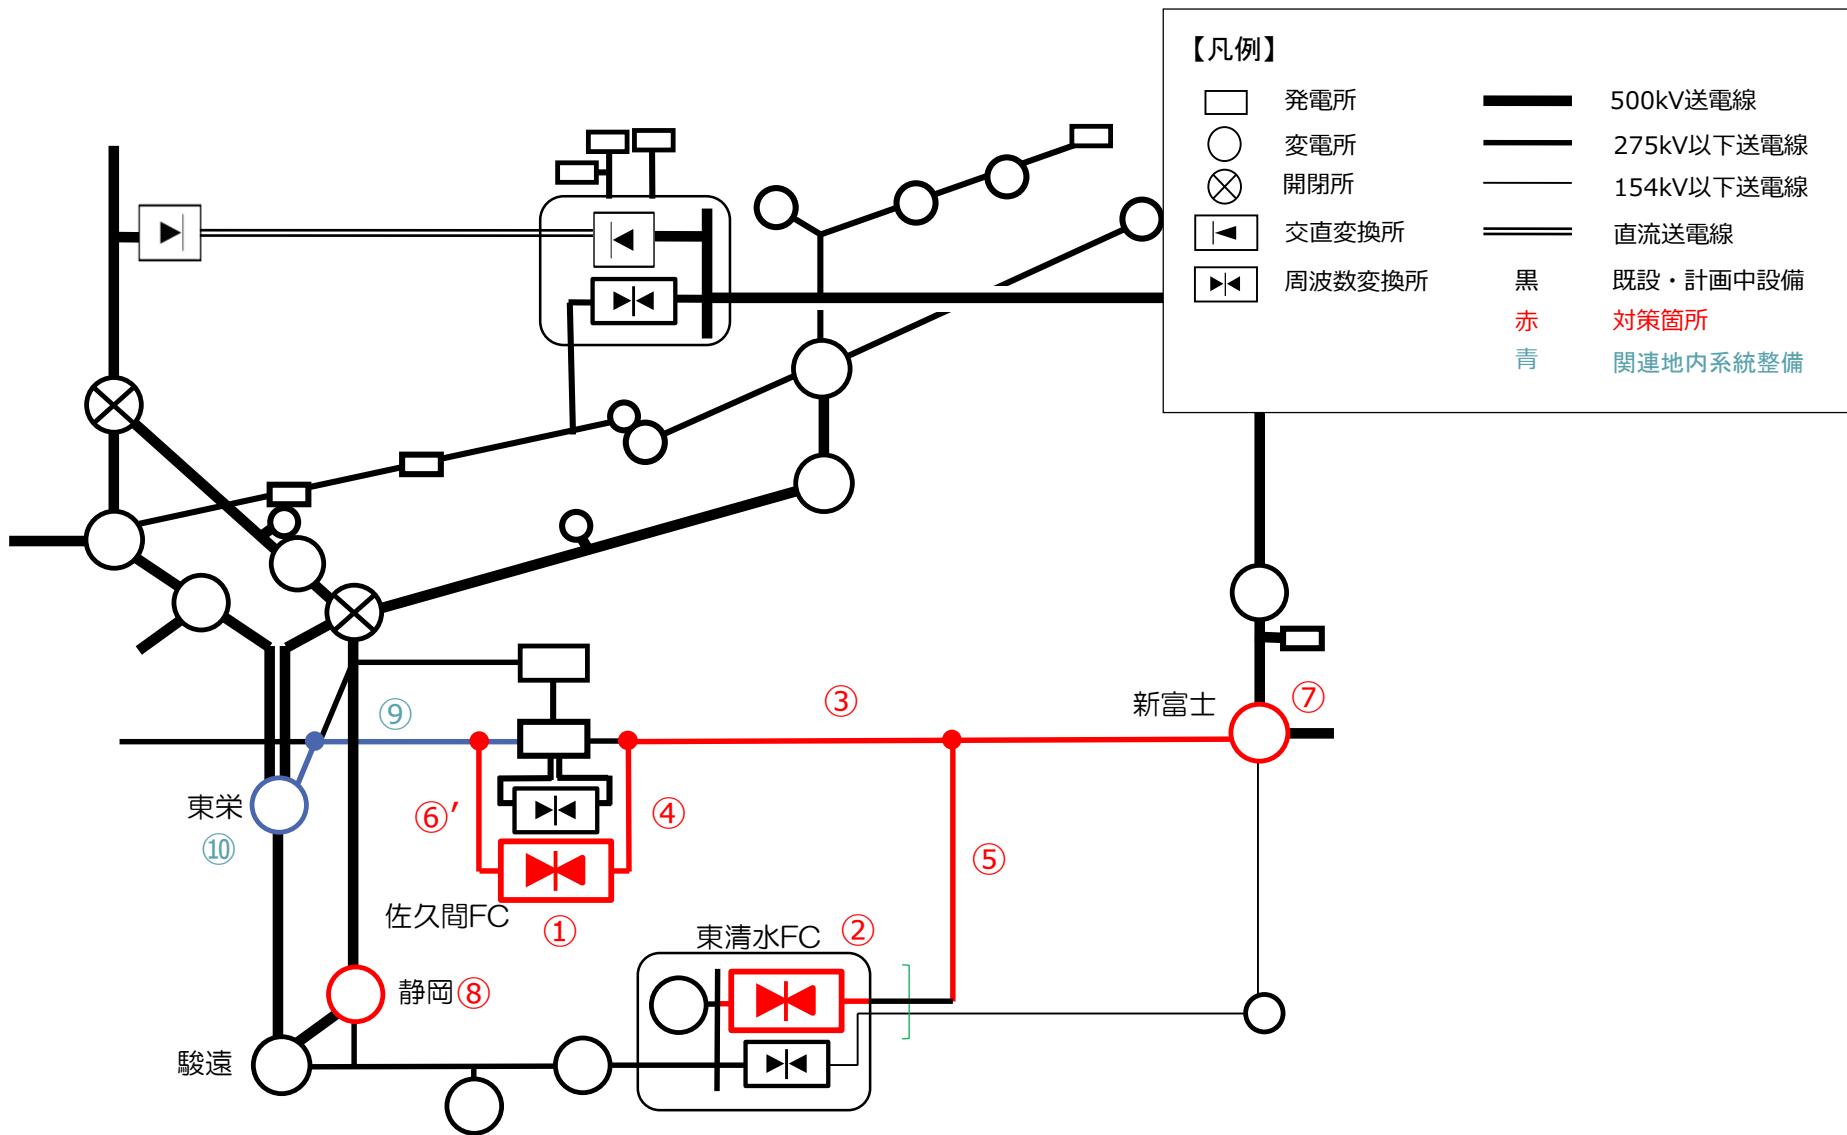 【凡例】
発電所
500kV送電線
変電所
275kV以下送電線
開閉所
154kV以下送電線
交直変換所
直流送電線
周波数変換所
黒
既設・計画中設備
赤
対策箇所
青
関連地内系統整備
③
新富士
⑦
⑨
東栄
⑥′
④
⑩
⑤
佐久間FC
①
東清水FC
②
静岡⑧
駿遠